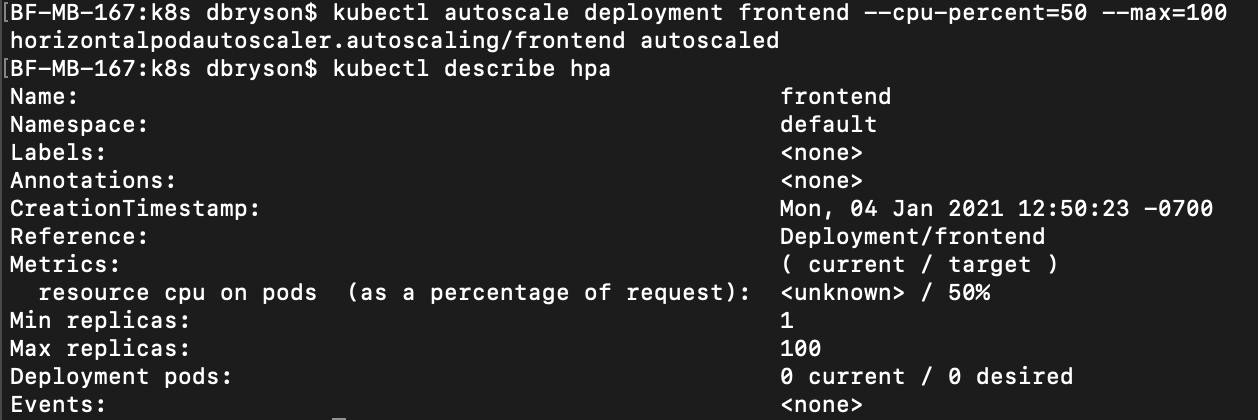 [BF-MB-167:k8s dbryson$ kubectl autoscale deployment frontend --cpu-percent=50 --max=100
horizontalpodautoscaler.autoscaling/frontend autoscaled
[BF-MB-167:k8s dbryson$ kubectl describe hpa
Name: frontend
Namespace: default
Labels: <none>
Annotations: <none>
CreationTimestamp: Mon, 04 Jan 2021 12:50:23 -0700
Reference: Deployment/frontend
Metrics: ( current / target )
  resource cpu on pods  (as a percentage of request): <unknown> / 50%
Min replicas: 1
Max replicas: 100
Deployment pods: 0 current / 0 desired
Events: <none>